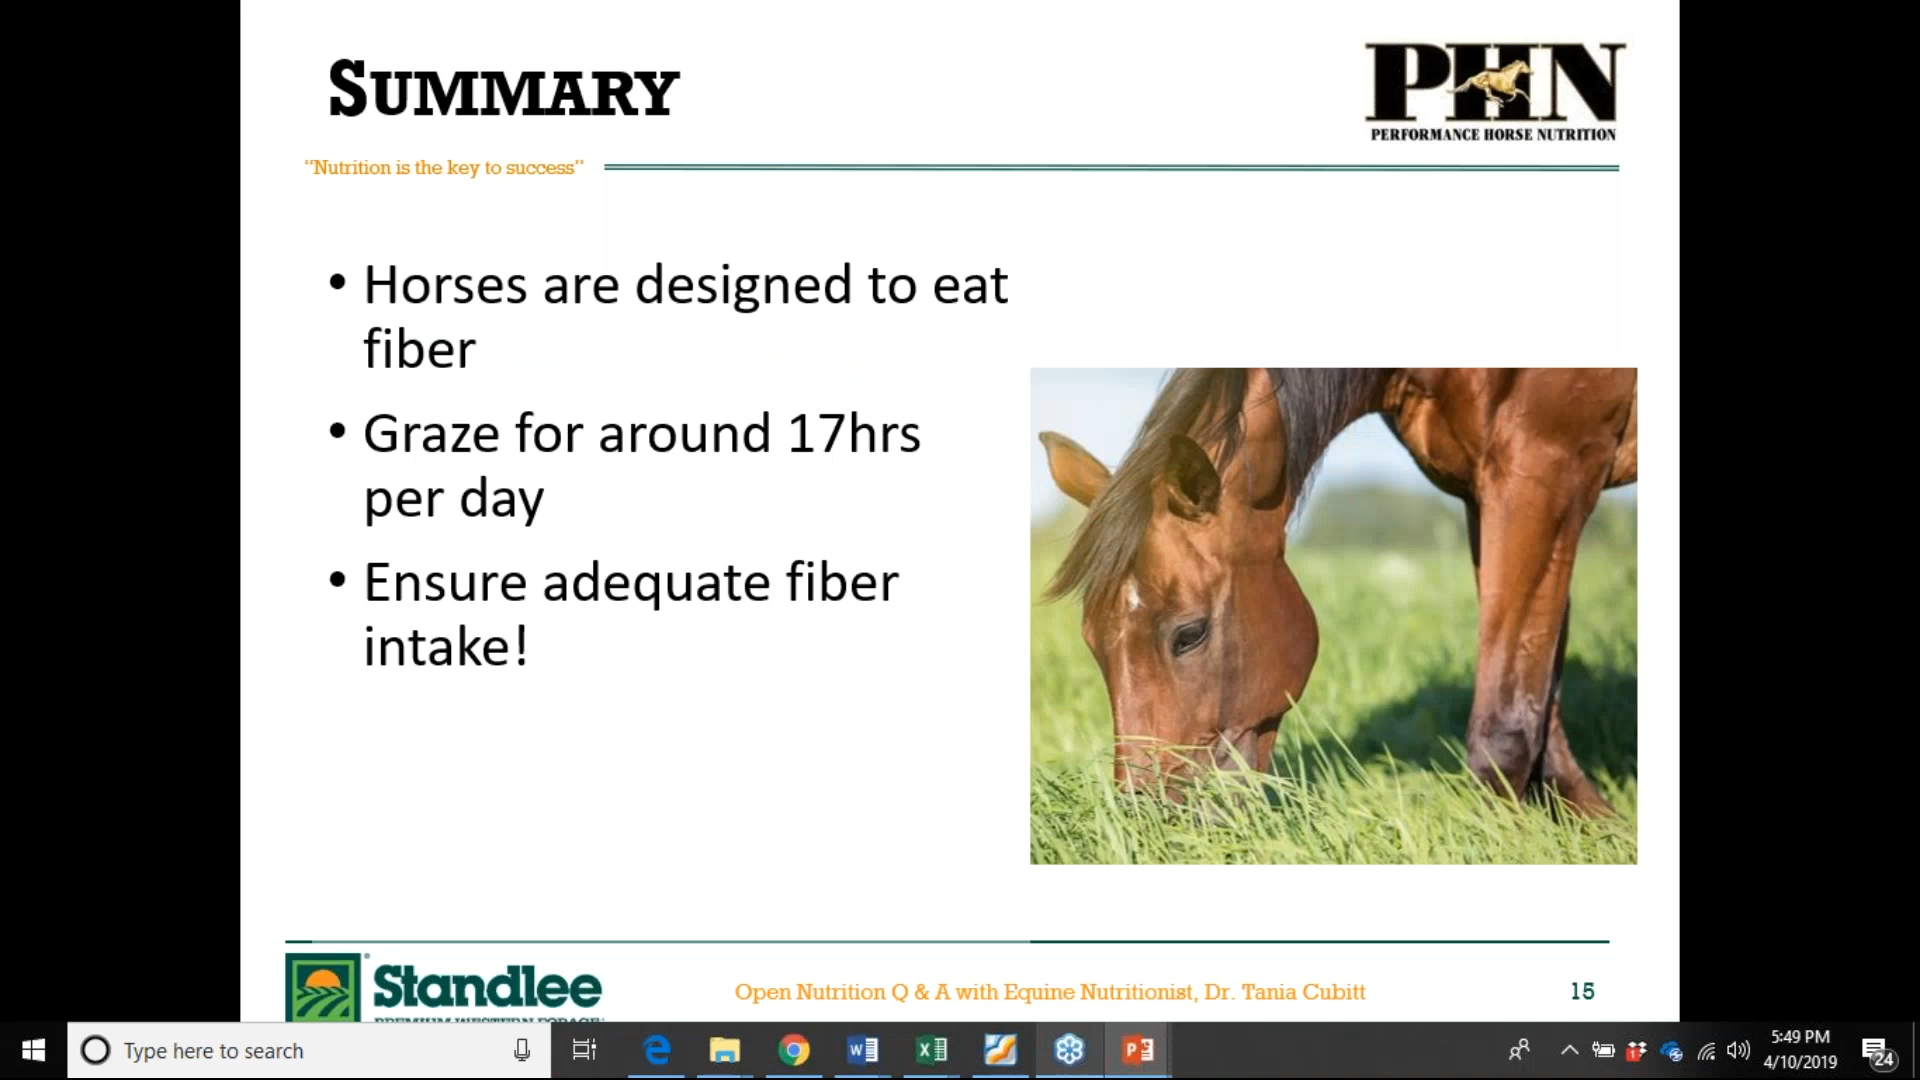 SUMMARY
PHN
PERFORMANCE HORSE NUTRITION
“Nutrition is the key to success”
• Horses are designed to eat
fiber
• Graze for around 17hrs
per day
• Ensure adequate fiber
intake!
Standlee
PREMIUM WESTERN FORAGE
Open Nutrition Q & A with Equine Nutritionist, Dr. Tania Cubitt
15
Type here to search
5:49 PM
4/10/2019
24